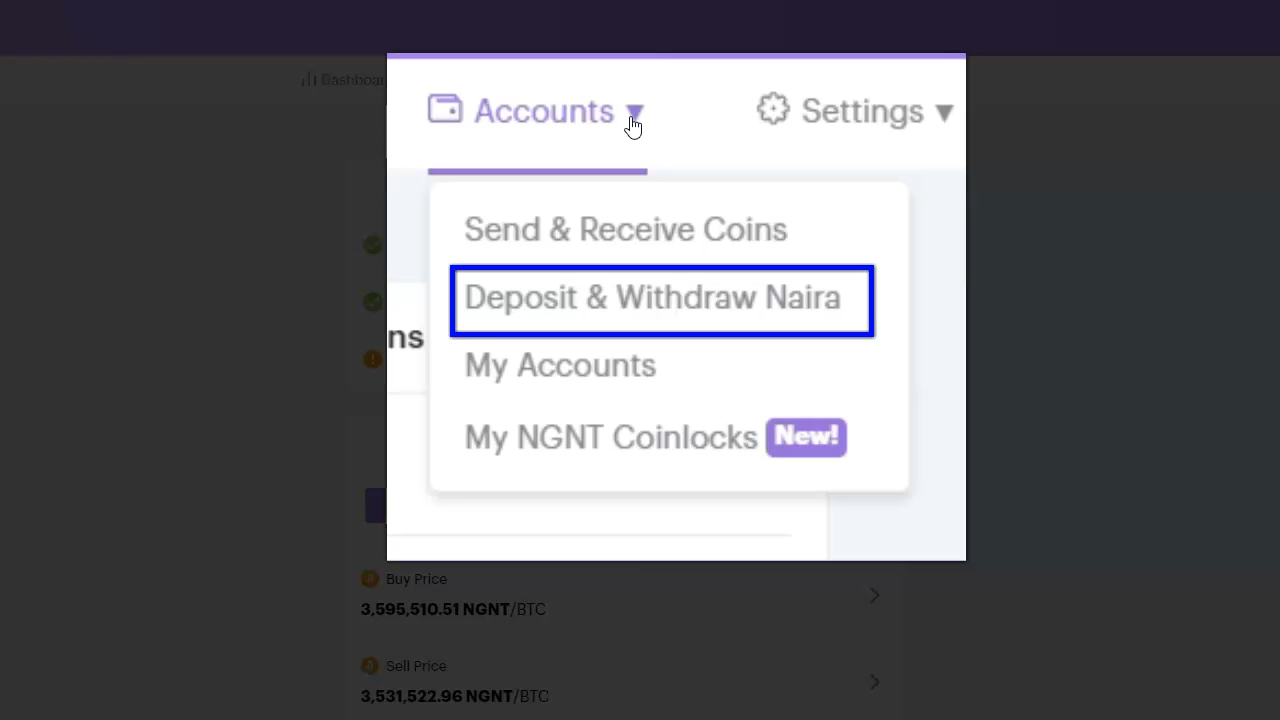 Dashboar
Accounts
Settings
Send & Receive Coins
Deposit & Withdraw Naira
ns
My Accounts
My NGNT Coinlocks New!
Buy Price
3,595,510.51 NGNT/BTC
Sell Price
3,531,522.96 NGNT/BTC